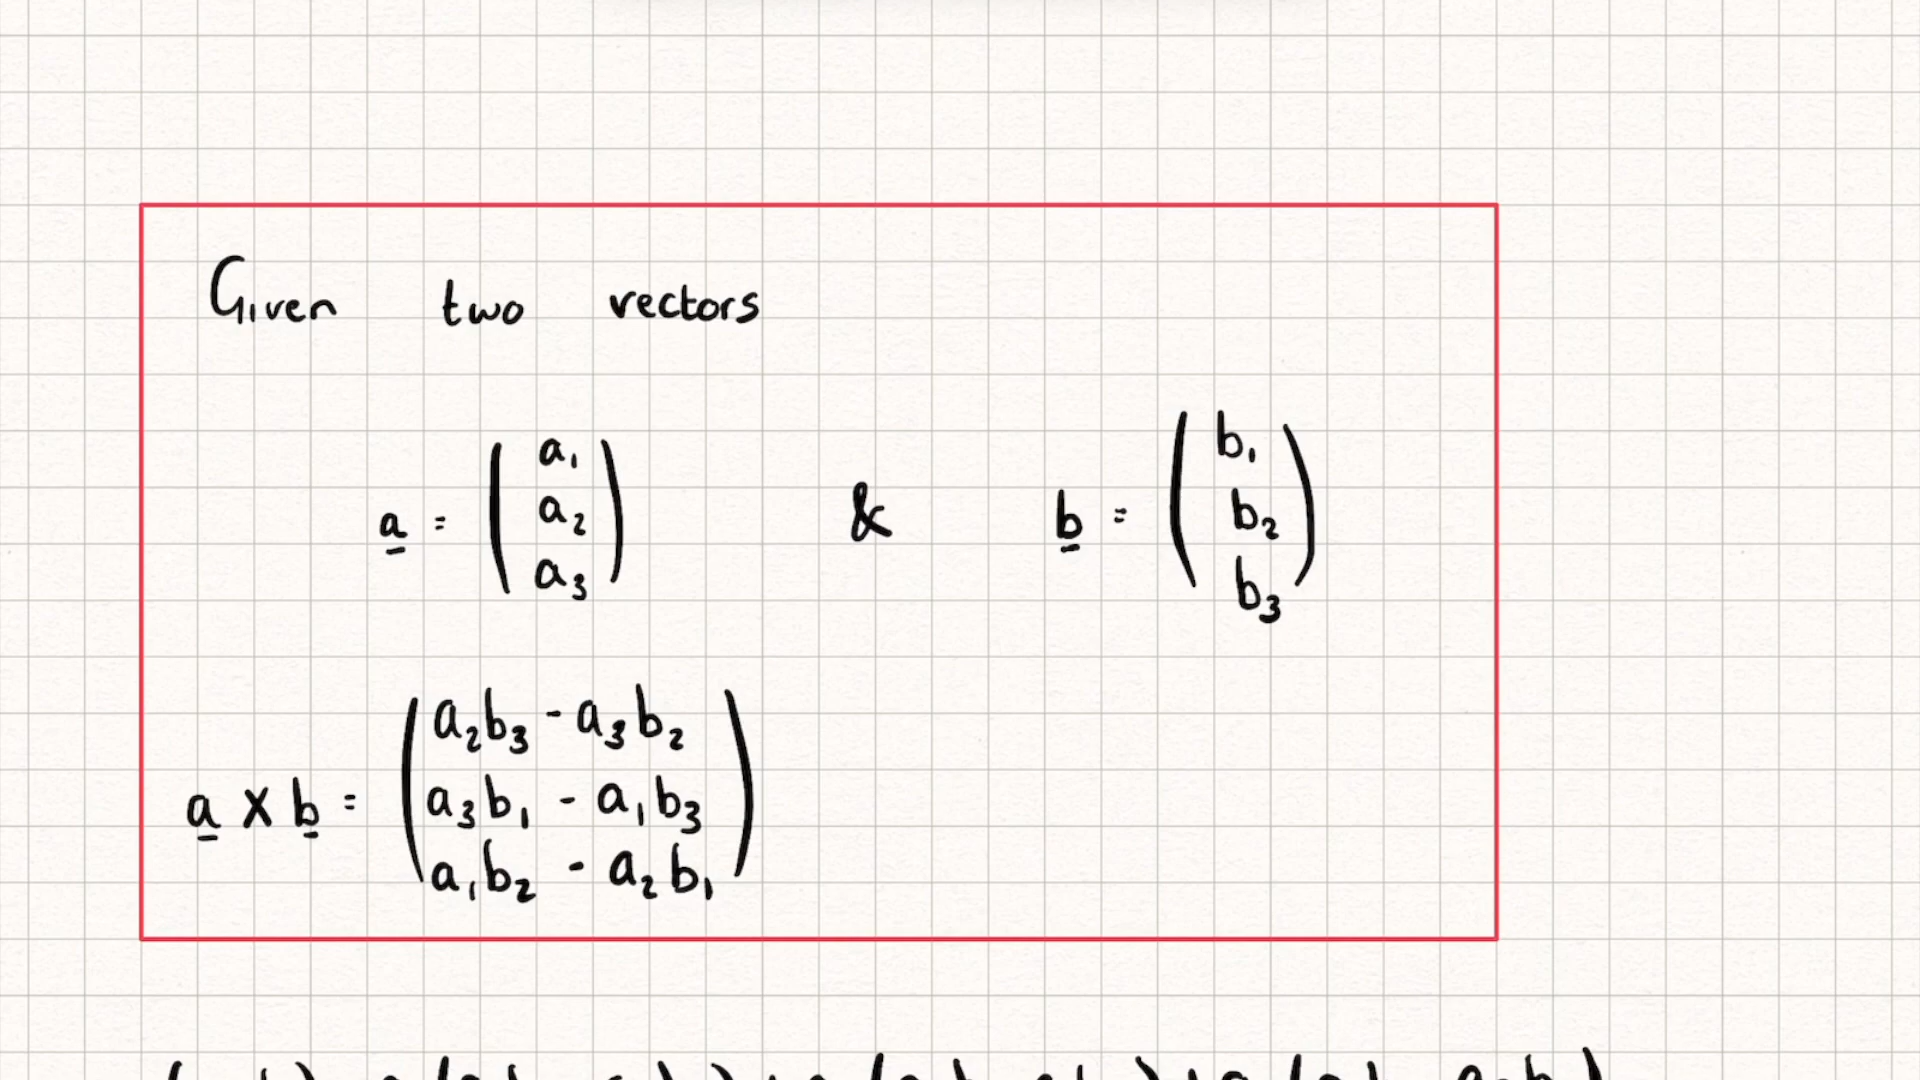 Given two vectors
a = ( a₁ a₂ a₃ ) & b = ( b₁ b₂ b₃ )
a × b = ( a₂b₃ - a₃b₂
a₃b₁ - a₁b₃
a₁b₂ - a₂b₁ )